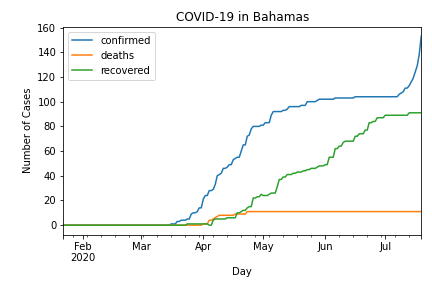 COVID-19 in Bahamas
confirmed
deaths
recovered
Number of Cases
160
140
120
100
80
60
40
20
0
Feb
2020
Mar
Apr
May
Jun
Jul
Day